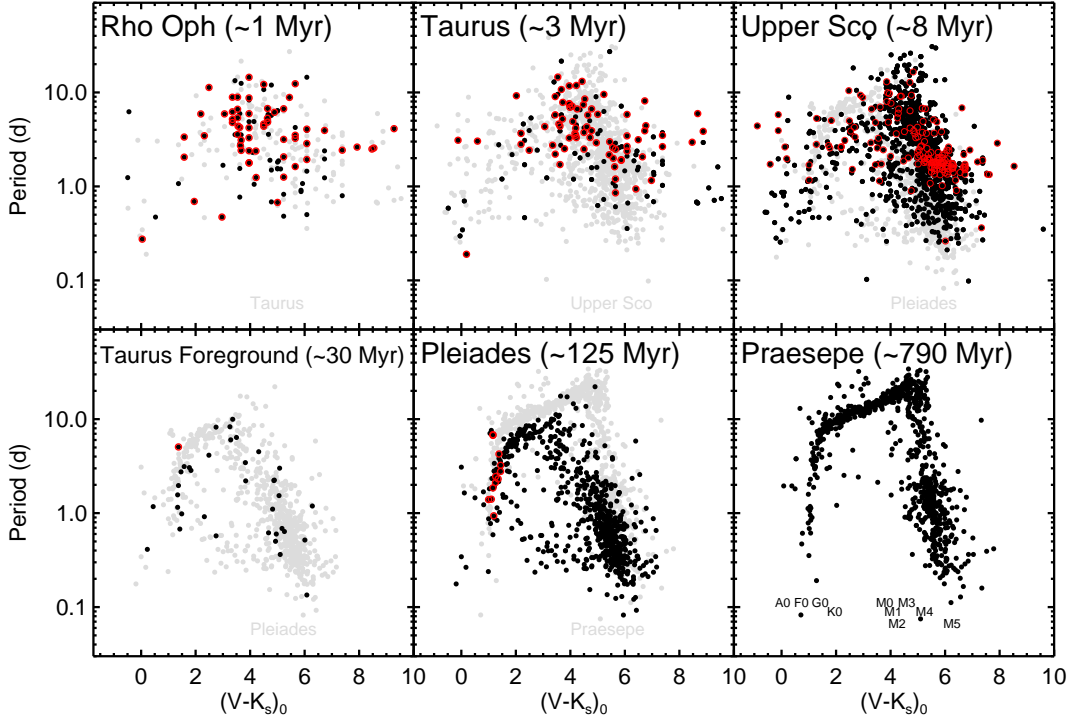 Rho Oph (~1 Myr) Taurus (~3 Myr) Upper Sco (~8 Myr)
10.0
1.0
0.1
Period (d)
Taurus Upper Sco Pleiades
Taurus Foreground (~30 Myr) Pleiades (~125 Myr) Praesepe (~790 Myr)
10.0
1.0
0.1
Period (d)
A0 F0 G0 M0 M3
K0 M1 M4
M2 M5
Pleiades Praesepe
0 2 4 6 8 10 0 2 4 6 8 10 0 2 4 6 8 10
(V-Ks)0 (V-Ks)0 (V-Ks)0